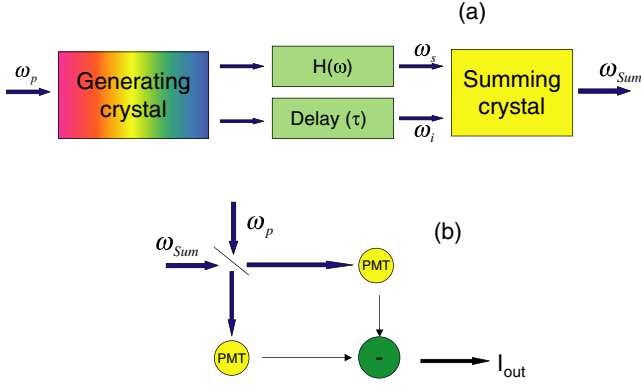 (a)
ω_p
Generating
crystal
H(ω)
Delay (τ)
ω_s
ω_i
Summing
crystal
ω_Sum
(b)
ω_p
ω_Sum
PMT
PMT
-
I_out